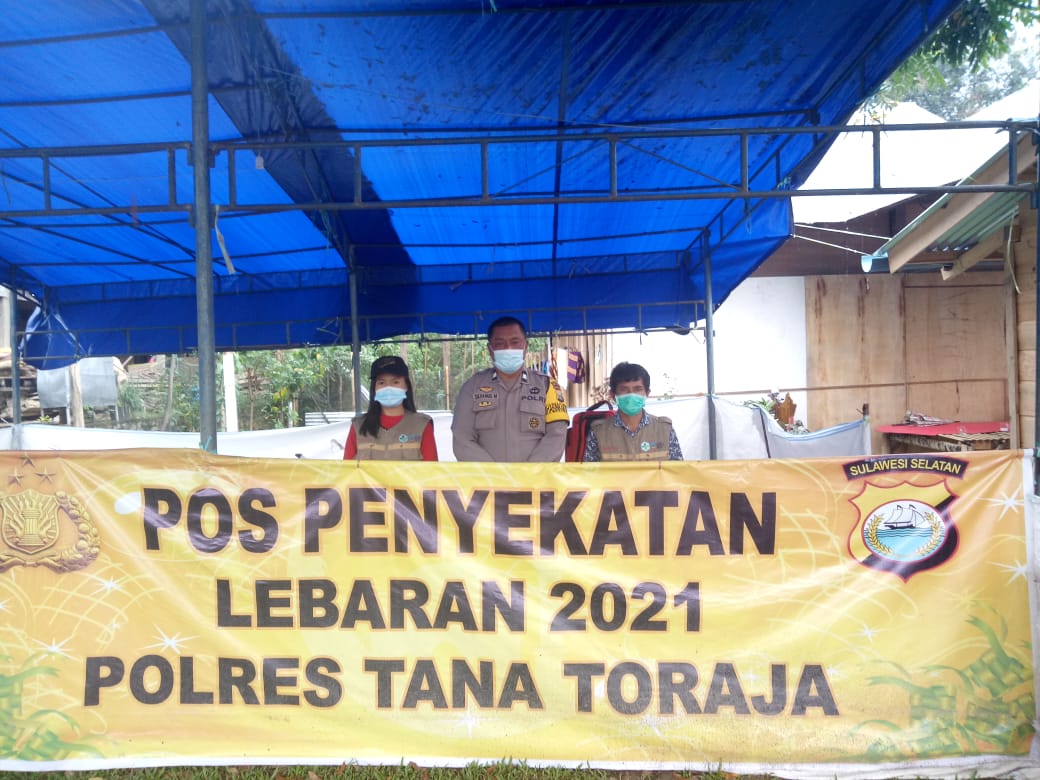 SULAWESI SELATAN
POS PENYEKATAN
LEBARAN 2021
POLRES TANA TORAJA
POLRI